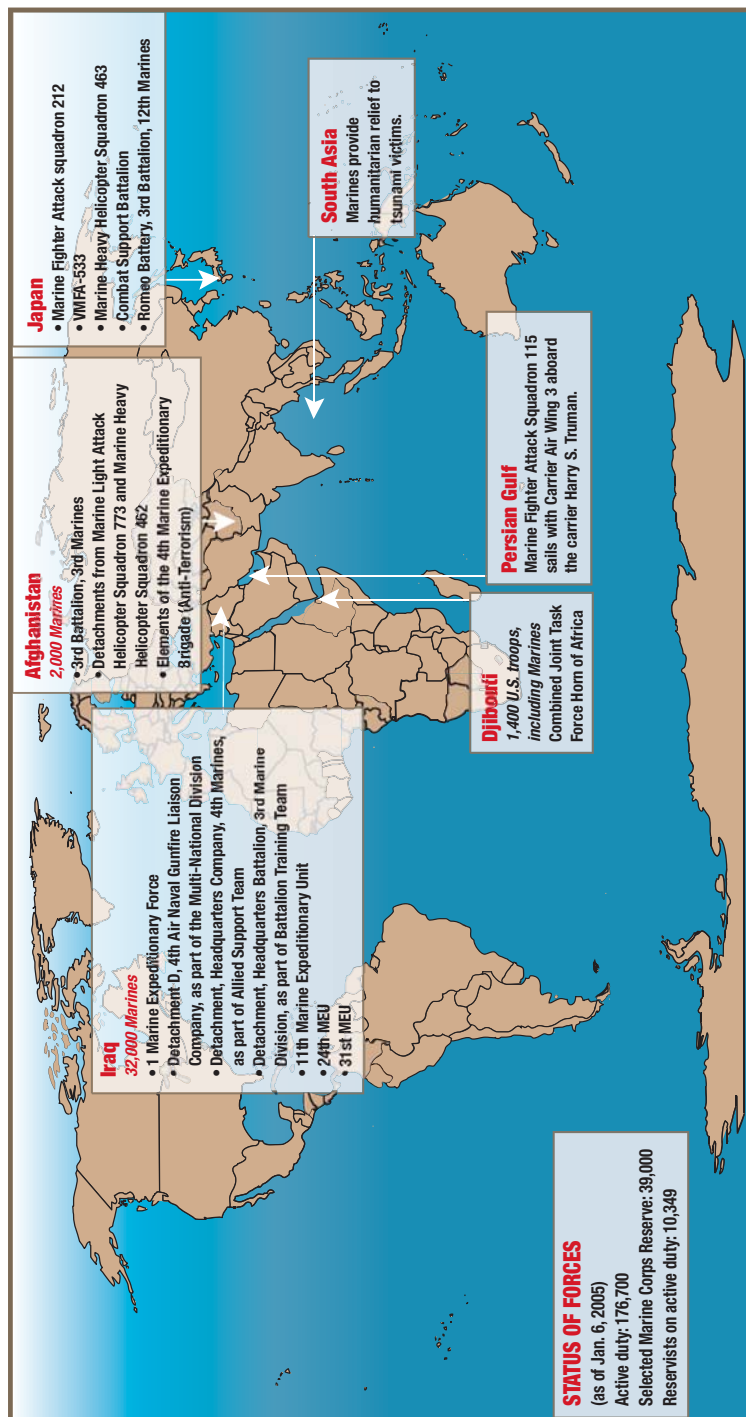 Iraq
32,000 Marines
• 1 Marine Expeditionary Force
• Detachment D, 4th Air Naval Gunfire Liaison
Company, as part of the Multi-National Division
• Detachment, Headquarters Company, 4th Marines,
as part of Allied Support Team
• Detachment, Headquarters Battalion, 3rd Marine
Division, as part of Battalion Training Team
• 11th Marine Expeditionary Unit
• 24th MEU
• 31st MEU
Afghanistan
2,000 Marines
• 3rd Battalion, 3rd Marines
• Detachments from Marine Light Attack
Helicopter Squadron 773 and Marine Heavy
Helicopter Squadron 462
• Elements of the 4th Marine Expeditionary
Brigade (Anti-Terrorism)
Japan
• Marine Fighter Attack squadron 212
• VMFA-533
• Marine Heavy Helicopter Squadron 463
• Combat Support Battalion
• Romeo Battery, 3rd Battalion, 12th Marines
South Asia
Marines provide
humanitarian relief to
tsunami victims.
Djibouti
1,400 U.S. troops,
including Marines
Combined Joint Task
Force Horn of Africa
Persian Gulf
Marine Fighter Attack Squadron 115
sails with Carrier Air Wing 3 aboard
the carrier Harry S. Truman.
STATUS OF FORCES
(as of Jan. 6, 2005)
Active duty: 176,700
Selected Marine Corps Reserve: 39,000
Reservists on active duty: 10,349